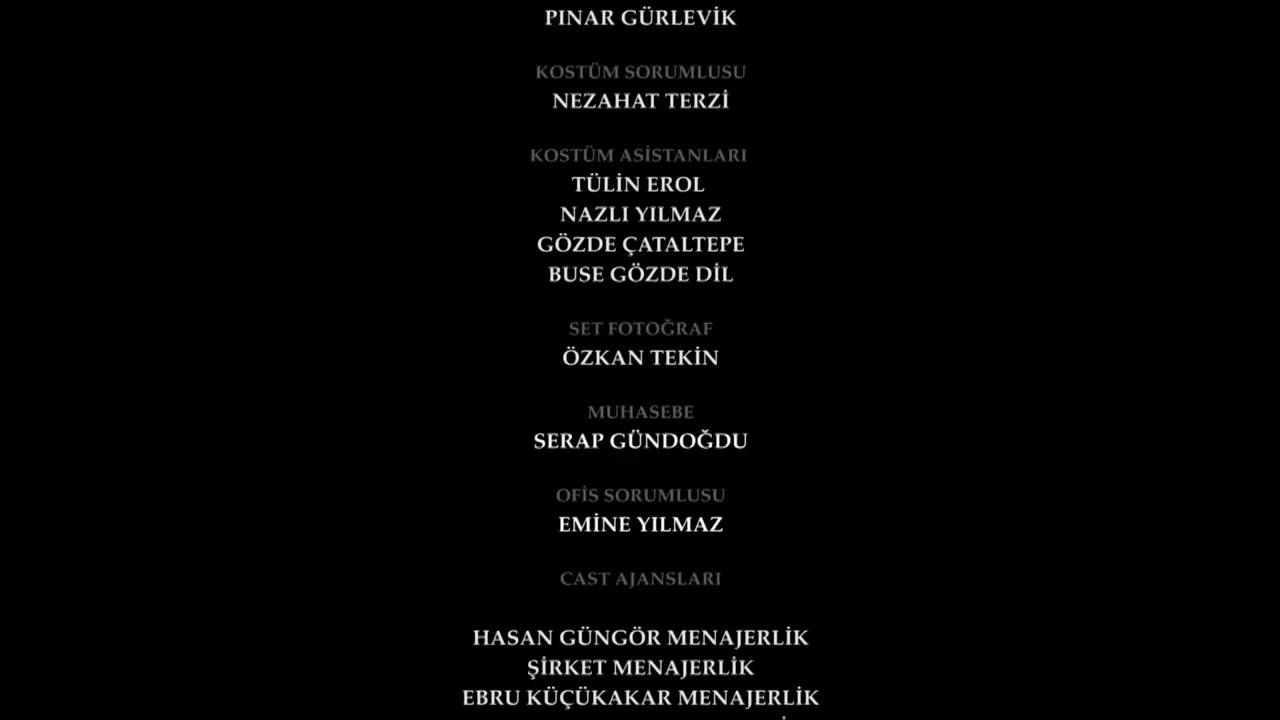 PINAR GÜRLEVİK
KOSTÜM SORUMLUSU
NEZAHAT TERZİ
KOSTÜM ASİSTANLARI
TÜLİN EROL
NAZLI YILMAZ
GÖZDE ÇATALTEPE
BUSE GÖZDE DİL
SET FOTOĞRAF
ÖZKAN TEKİN
MUHASEBE
SERAP GÜNDOĞDU
OFİS SORUMLUSU
EMİNE YILMAZ
CAST AJANSLARI
HASAN GÜNGÖR MENAJERLİK
ŞİRKET MENAJERLİK
EBRU KÜÇÜKAKAR MENAJERLİK